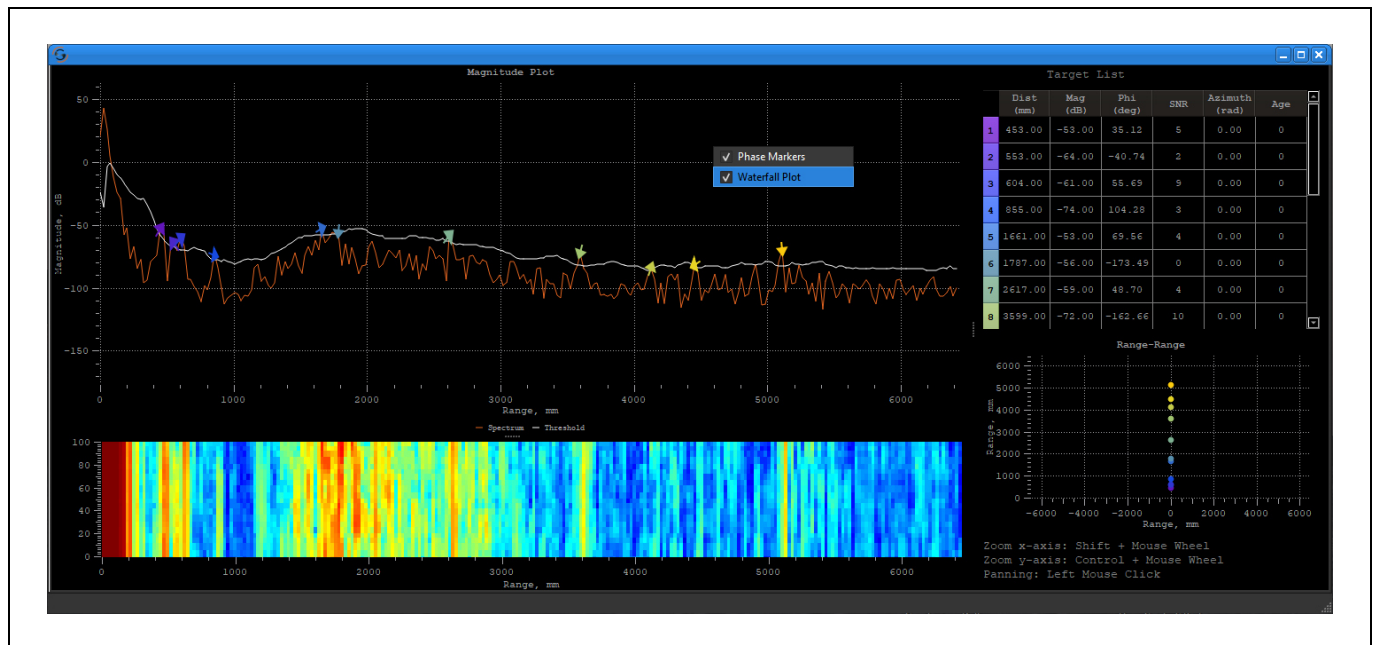 Magnitude Plot
50
0
-50
-100
-150
Magnitude, dB
0 1000 2000 3000 4000 5000 6000
Range, mm
Spectrum Threshold
Phase Markers
Waterfall Plot
100
80
60
40
20
0
0 1000 2000 3000 4000 5000 6000
Range, mm
Target List
Dist (mm) Mag (dB) Phi (deg) SNR Azimuth (rad) Age
1 453.00 -53.00 35.12 5 0.00 0
2 553.00 -64.00 -40.74 2 0.00 0
3 604.00 -61.00 55.69 9 0.00 0
4 855.00 -74.00 104.28 3 0.00 0
5 1661.00 -53.00 69.56 4 0.00 0
6 1787.00 -56.00 -173.49 0 0.00 0
7 2617.00 -59.00 48.70 4 0.00 0
8 3599.00 -72.00 -162.66 10 0.00 0
Range-Range
6000
5000
4000
3000
2000
1000
0
Range, mm
-6000 -4000 -2000 0 2000 4000 6000
Range, mm
Zoom x-axis: Shift + Mouse Wheel
Zoom y-axis: Control + Mouse Wheel
Panning: Left Mouse Click